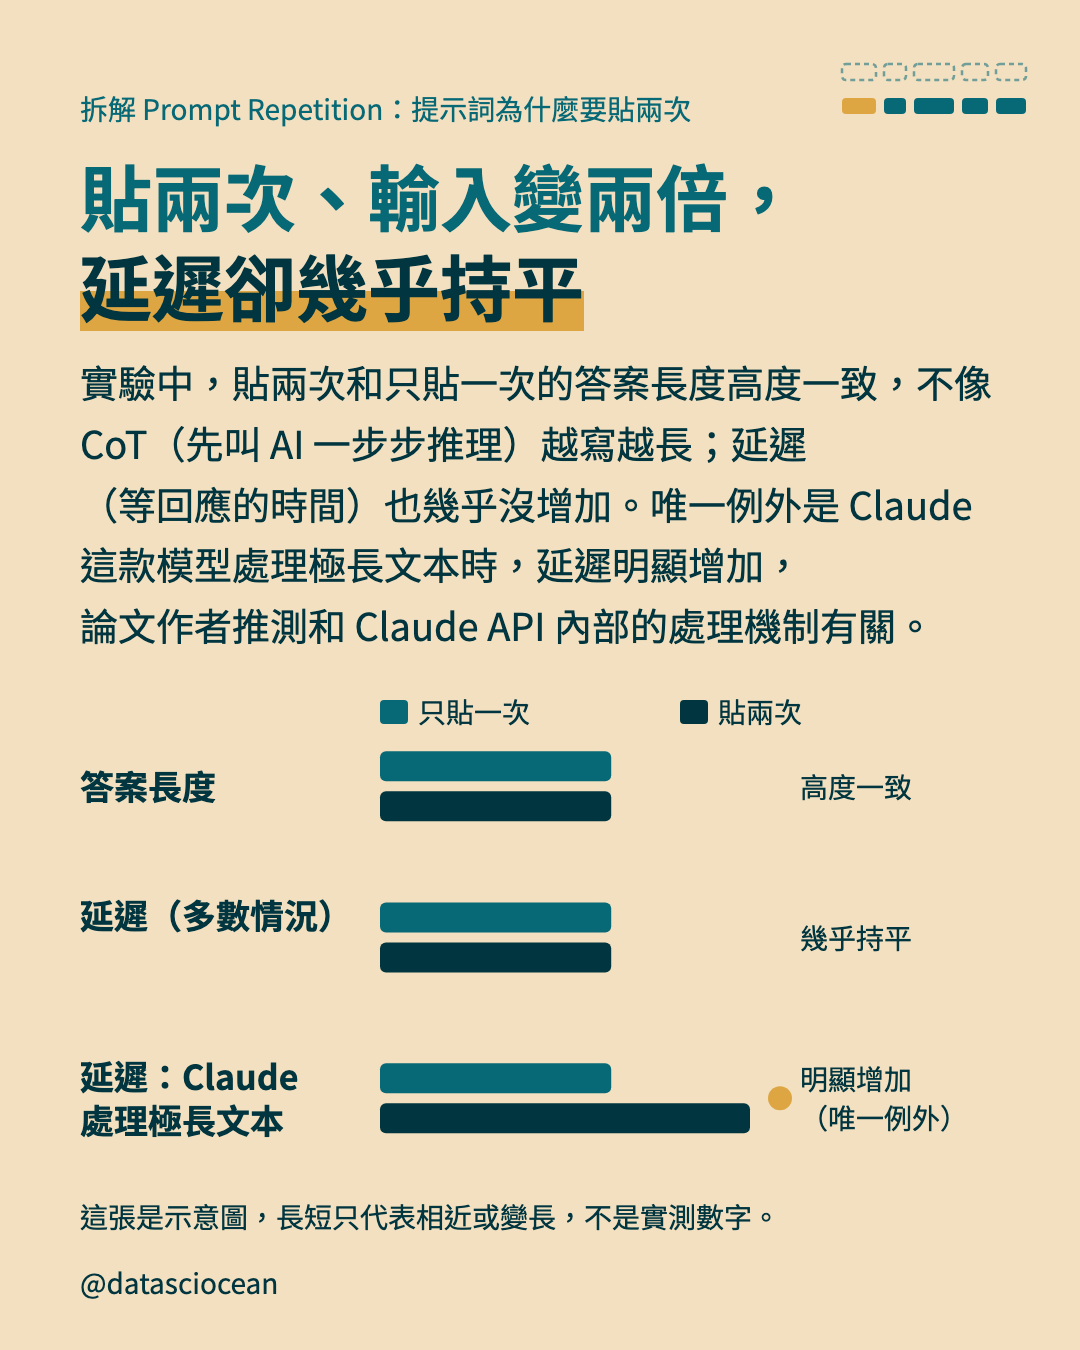 拆解 Prompt Repetition：提示詞為什麼要貼兩次
貼兩次、輸入變兩倍，
延遲卻幾乎持平
實驗中，貼兩次和只貼一次的答案長度高度一致，不像
CoT（先叫 AI 一步步推理）越寫越長；延遲
（等回應的時間）也幾乎沒增加。唯一例外是 Claude
這款模型處理極長文本時，延遲明顯增加，
論文作者推測和 Claude API 內部的處理機制有關。
只貼一次
貼兩次
答案長度
高度一致
延遲（多數情況）
幾乎持平
延遲：Claude
處理極長文本
明顯增加
（唯一例外）
這張是示意圖，長短只代表相近或變長，不是實測數字。
@datasciocean